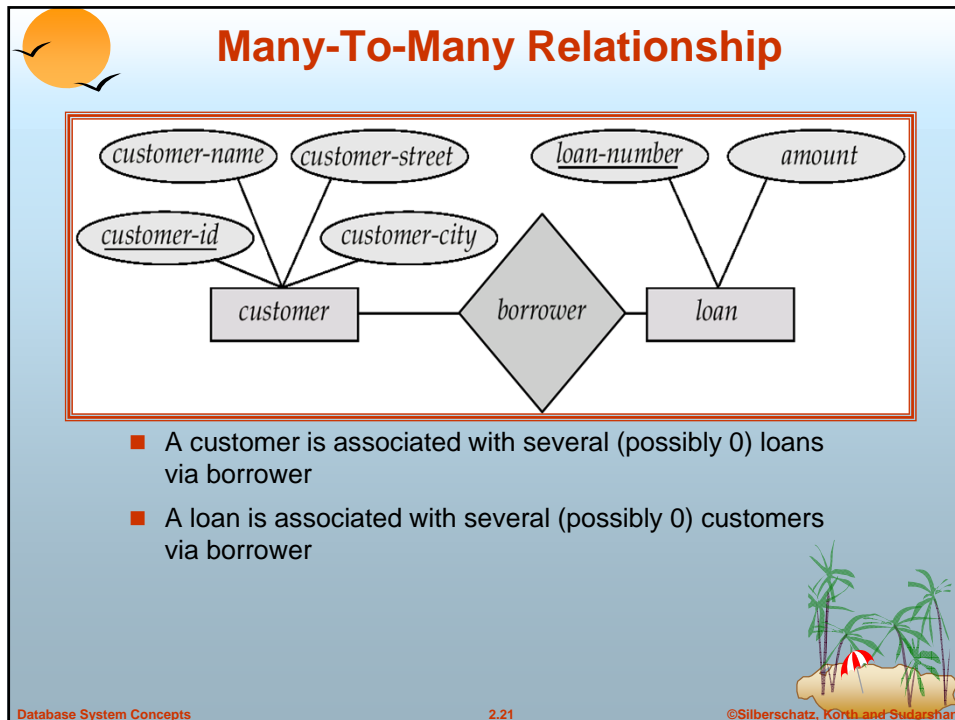 Many-To-Many Relationship
customer-name customer-street loan-number amount
customer-id customer-city
customer borrower loan
■ A customer is associated with several (possibly 0) loans
via borrower
■ A loan is associated with several (possibly 0) customers
via borrower
Database System Concepts 2.21 ©Silberschatz, Korth and Sudarshan